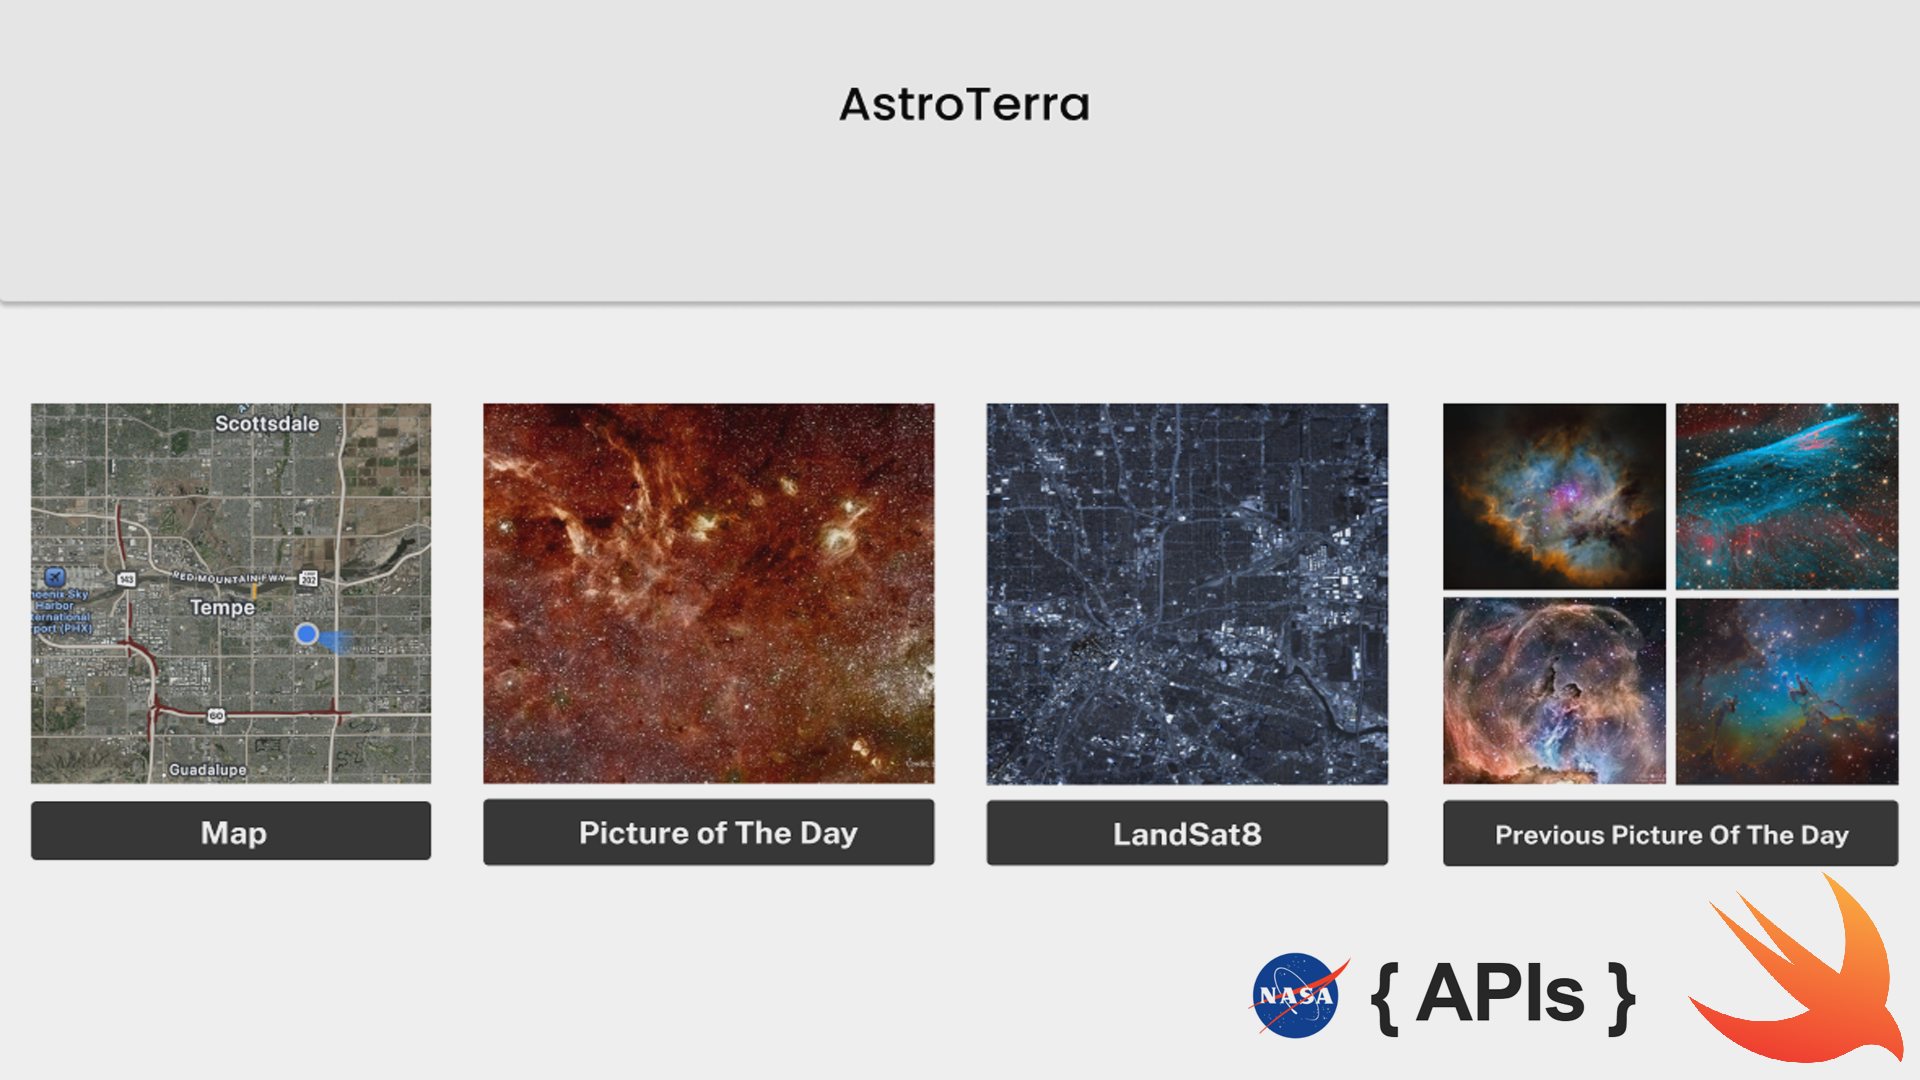 AstroTerra
Scottsdale
143
RED MOUNTAIN FWY
202
hoenix Sky
Harbor
ternational
port (PHX)
Tempe
60
Guadalupe
Map
Picture of The Day
LandSat8
Previous Picture Of The Day
NASA
{ APIs }